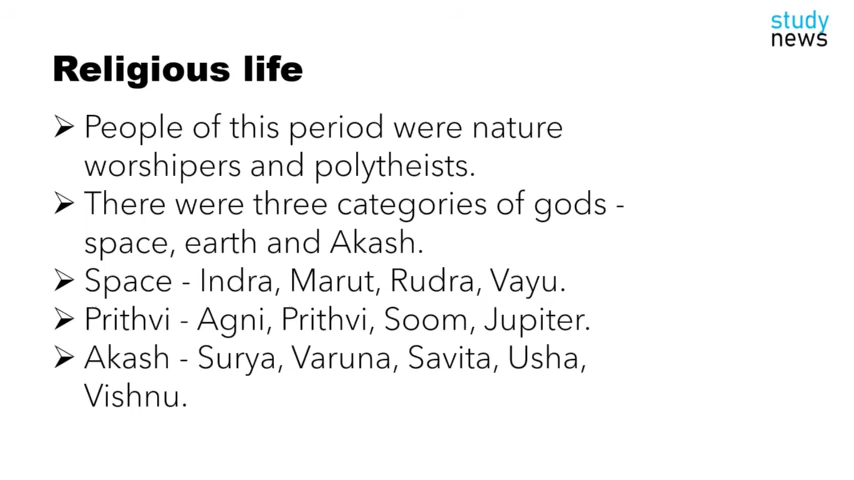 study
news
Religious life
➤ People of this period were nature
worshipers and polytheists.
➤ There were three categories of gods -
space, earth and Akash.
➤ Space - Indra, Marut, Rudra, Vayu.
➤ Prithvi - Agni, Prithvi, Soom, Jupiter.
➤ Akash - Surya, Varuna, Savita, Usha,
Vishnu.